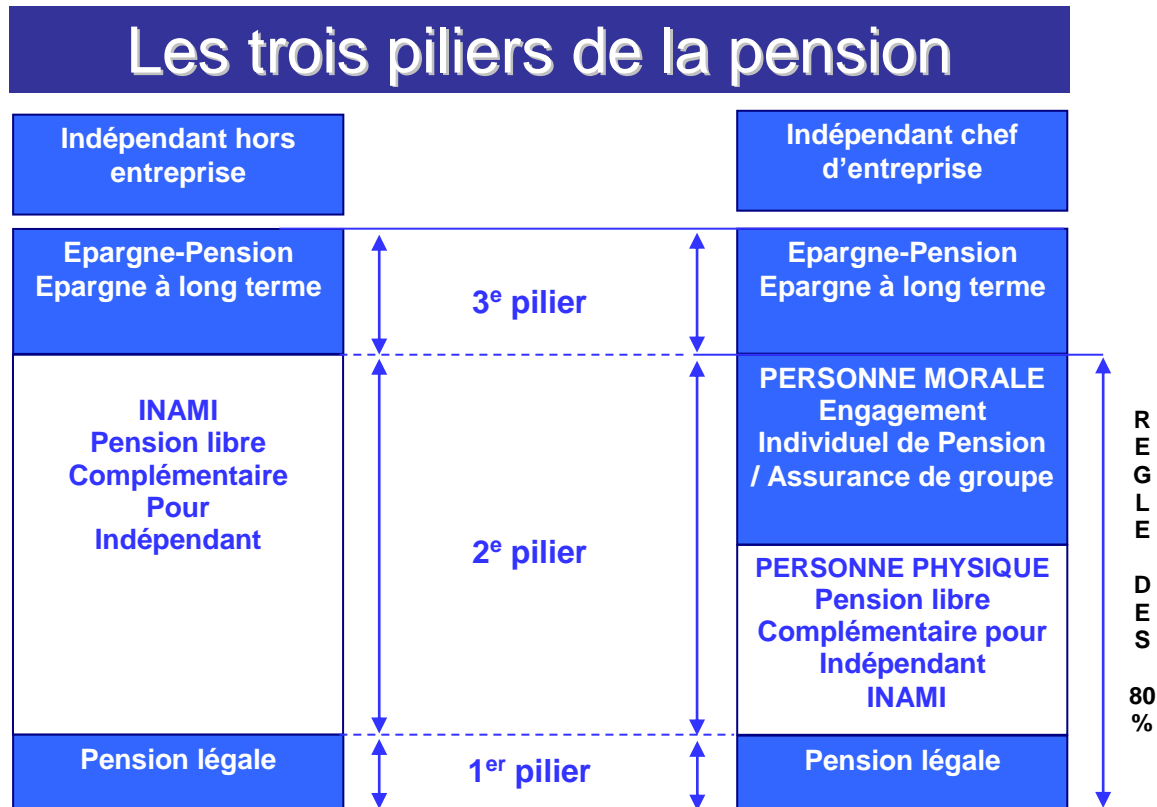 Les trois piliers de la pension
Indépendant hors
entreprise
Indépendant chef
d'entreprise
Epargne-Pension
Epargne à long terme
3e pilier
Epargne-Pension
Epargne à long terme
INAMI
Pension libre
Complémentaire
Pour
Indépendant
2e pilier
PERSONNE MORALE
Engagement
Individuel de Pension
/ Assurance de groupe
PERSONNE PHYSIQUE
Pension libre
Complémentaire pour
Indépendant
INAMI
Pension légale
1er pilier
Pension légale
R
E
G
L
E
D
E
S
80
%